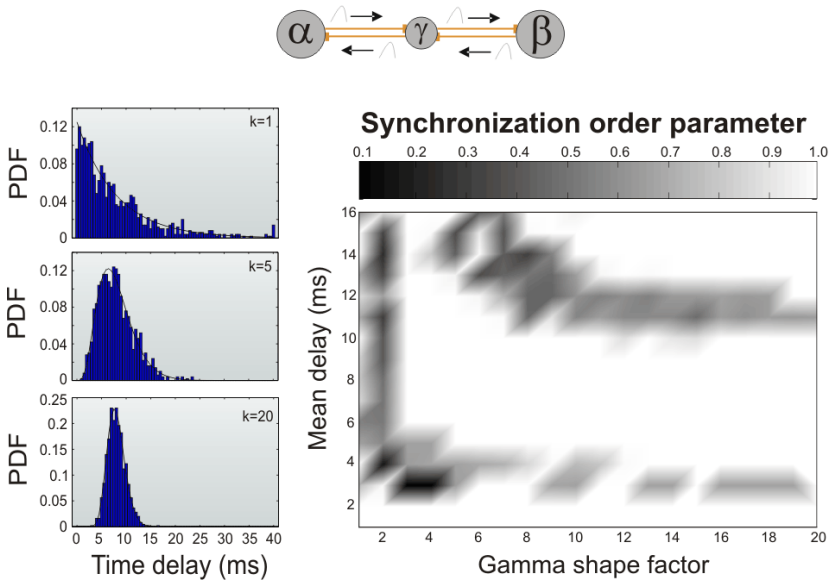 α γ β
PDF
0.12
0.08
0.04
0
k=1
PDF
0.12
0.08
0.04
0
k=5
PDF
0.25
0.2
0.15
0.1
0.05
0
k=20
0 5 10 15 20 25 30 35 40
Time delay (ms)
Synchronization order parameter
0.1 0.2 0.3 0.4 0.5 0.6 0.7 0.8 0.9 1.0
Mean delay (ms)
16
14
12
10
8
6
4
2
2 4 6 8 10 12 14 15 18 20
Gamma shape factor